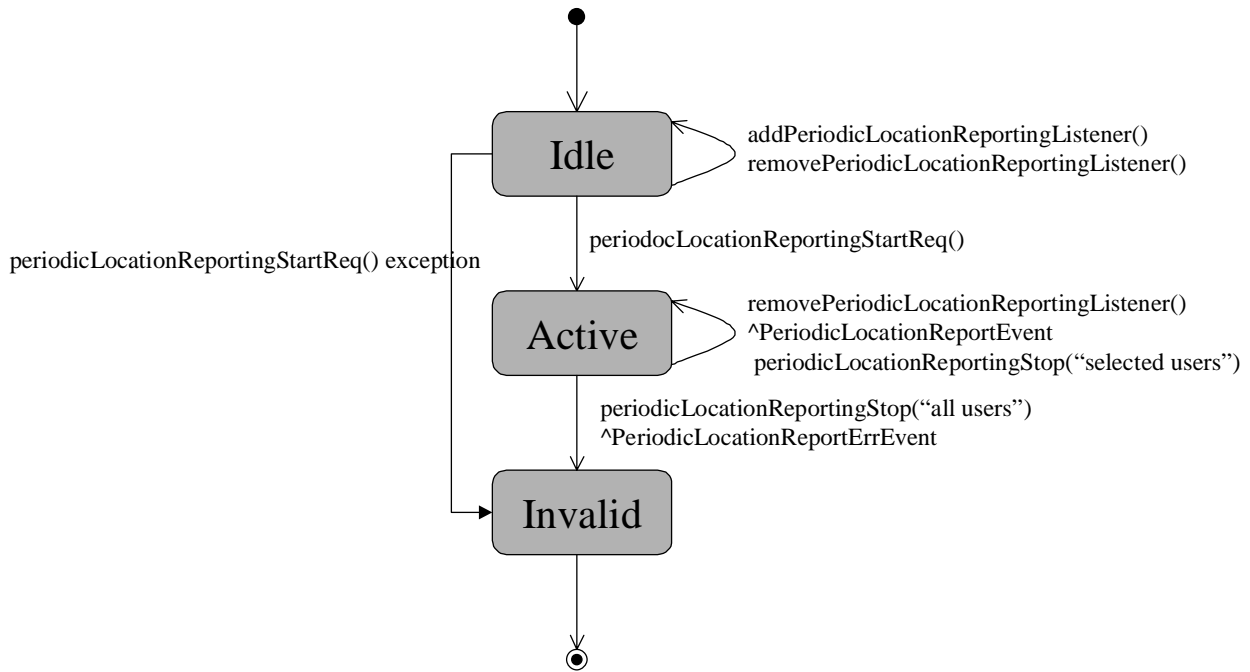 Idle
addPeriodicLocationReportingListener()
removePeriodicLocationReportingListener()
periodocLocationReportingStartReq()
periodicLocationReportingStartReq() exception
Active
removePeriodicLocationReportingListener()
^PeriodicLocationReportEvent
periodicLocationReportingStop(“selected users”)
periodicLocationReportingStop(“all users”)
^PeriodicLocationReportErrEvent
Invalid